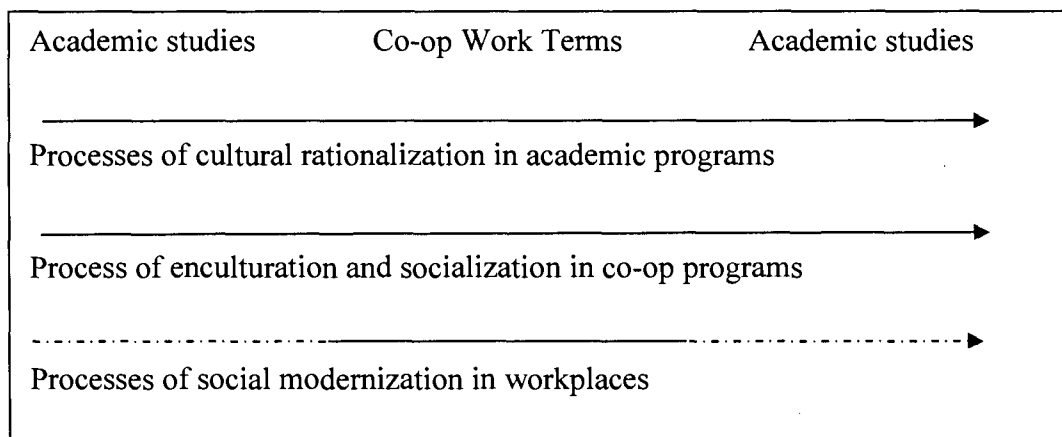 Academic studies Co-op Work Terms Academic studies
Processes of cultural rationalization in academic programs
Process of enculturation and socialization in co-op programs
Processes of social modernization in workplaces